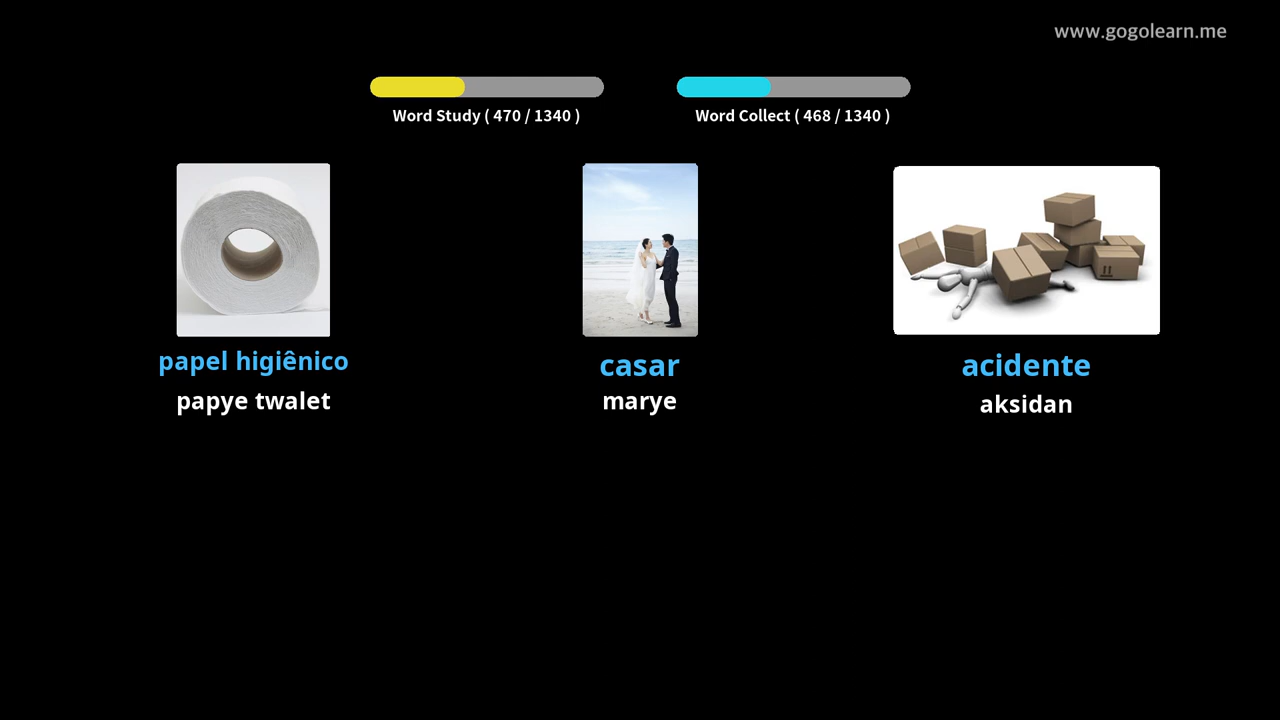 www.gogolearn.me
Word Study ( 470 / 1340 )
Word Collect ( 468 / 1340 )
papel higiênico
papye twalet
casar
marye
acidente
aksidan